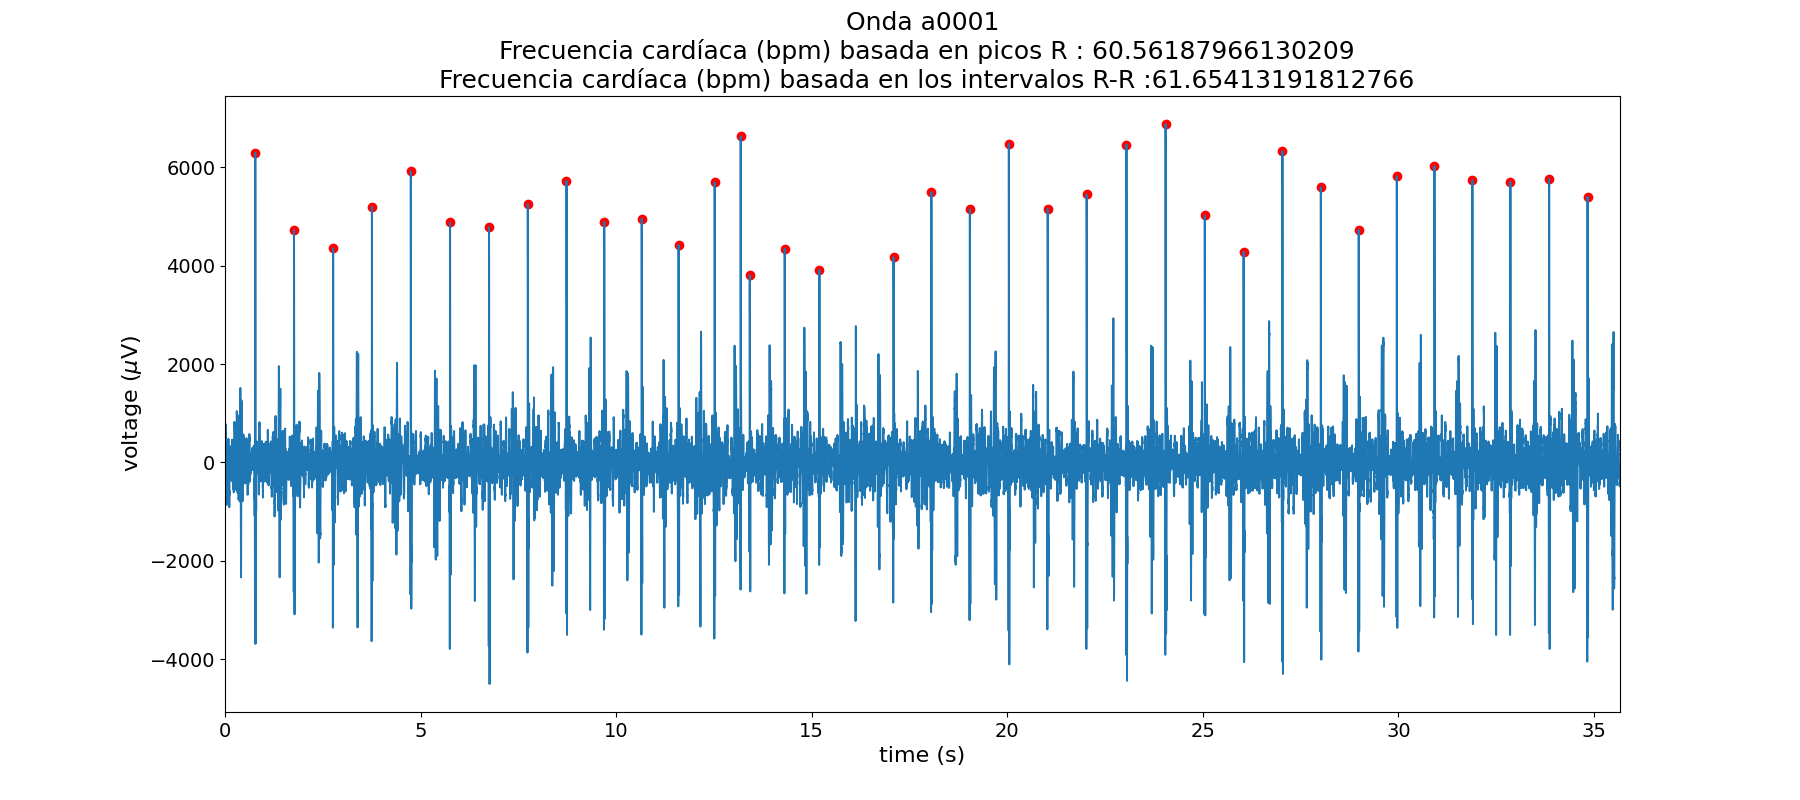 Onda a0001
Frecuencia cardíaca (bpm) basada en picos R : 60.56187966130209
Frecuencia cardíaca (bpm) basada en los intervalos R-R :61.65413191812766
voltage (μV)
6000
4000
2000
0
−2000
−4000
0 5 10 15 20 25 30 35
time (s)